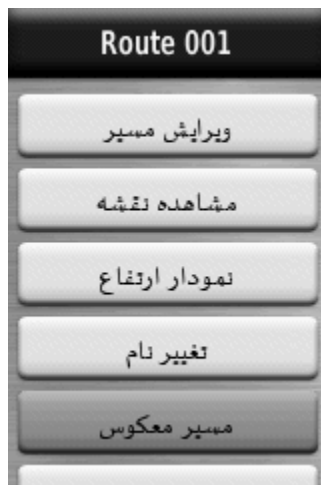 Route 001
ویرایش مسیر
مشاهده نقشه
نمودار ارتفاع
تغییر نام
مسیر معکوس